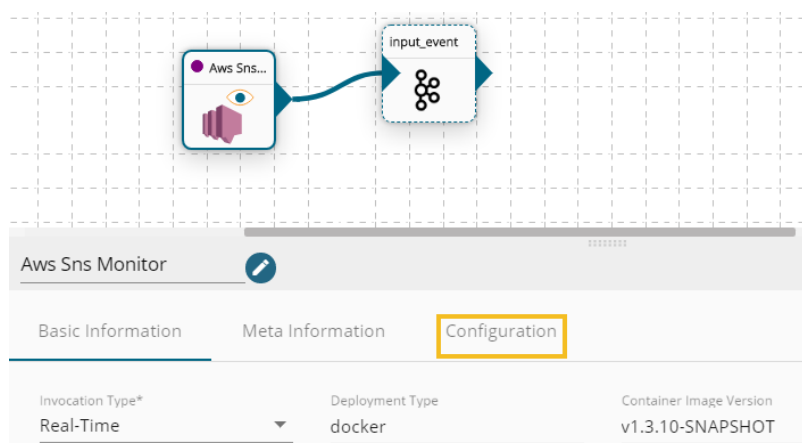 input_event
Aws Sns...
Aws Sns Monitor
Basic Information
Meta Information
Configuration
Invocation Type*
Deployment Type
Container Image Version
Real-Time
docker
v1.3.10-SNAPSHOT